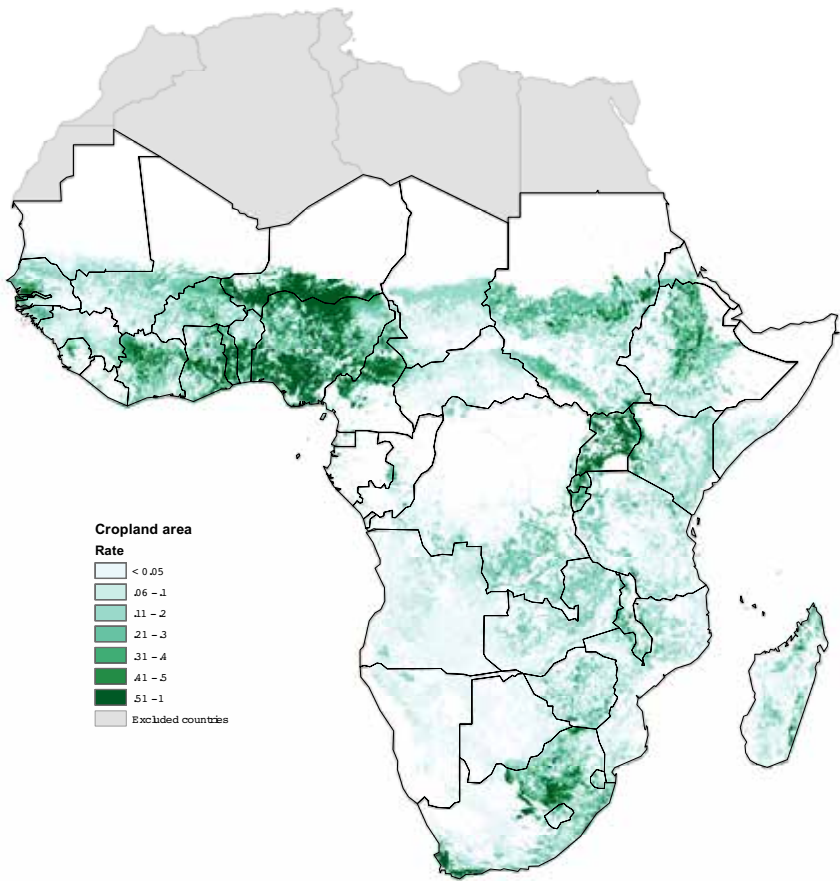 Cropland area
Rate
< 0.05
.06 – .1
.11 – .2
.21 – .3
.31 – .4
.41 – .5
.51 – 1
Excluded countries